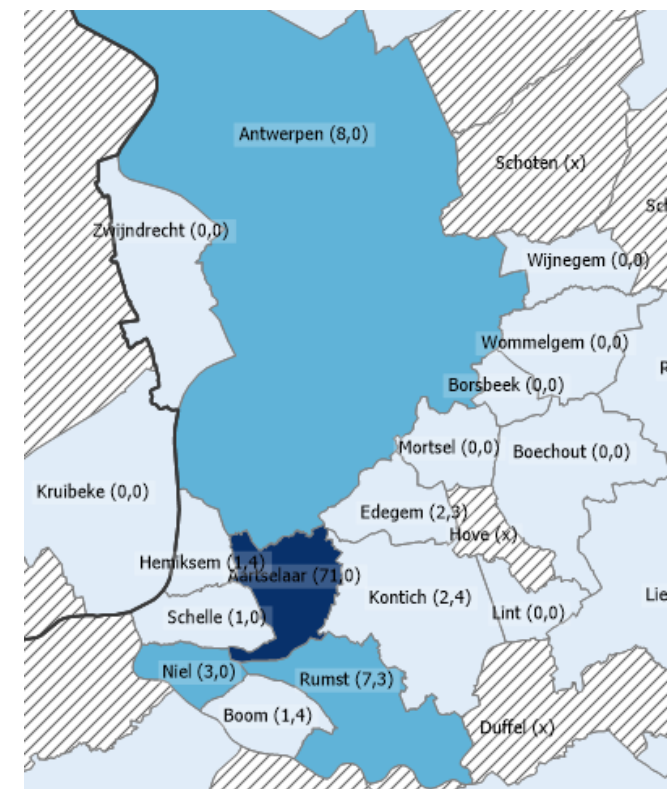 Antwerpen (8,0)
Schoten (x)
Zwijndrecht (0,0)
Wijnegem (0,0)
Wommelgem (0,0)
Borsbeek (0,0)
Mortsel (0,0)
Boechout (0,0)
Kruibeke (0,0)
Edegem (2,3)
Hove (x)
Hemiksem (1,4)
Aartselaar (71,0)
Kontich (2,4)
Lint (0,0)
Schelle (1,0)
Niel (3,0)
Rumst (7,3)
Boom (1,4)
Duffel (x)